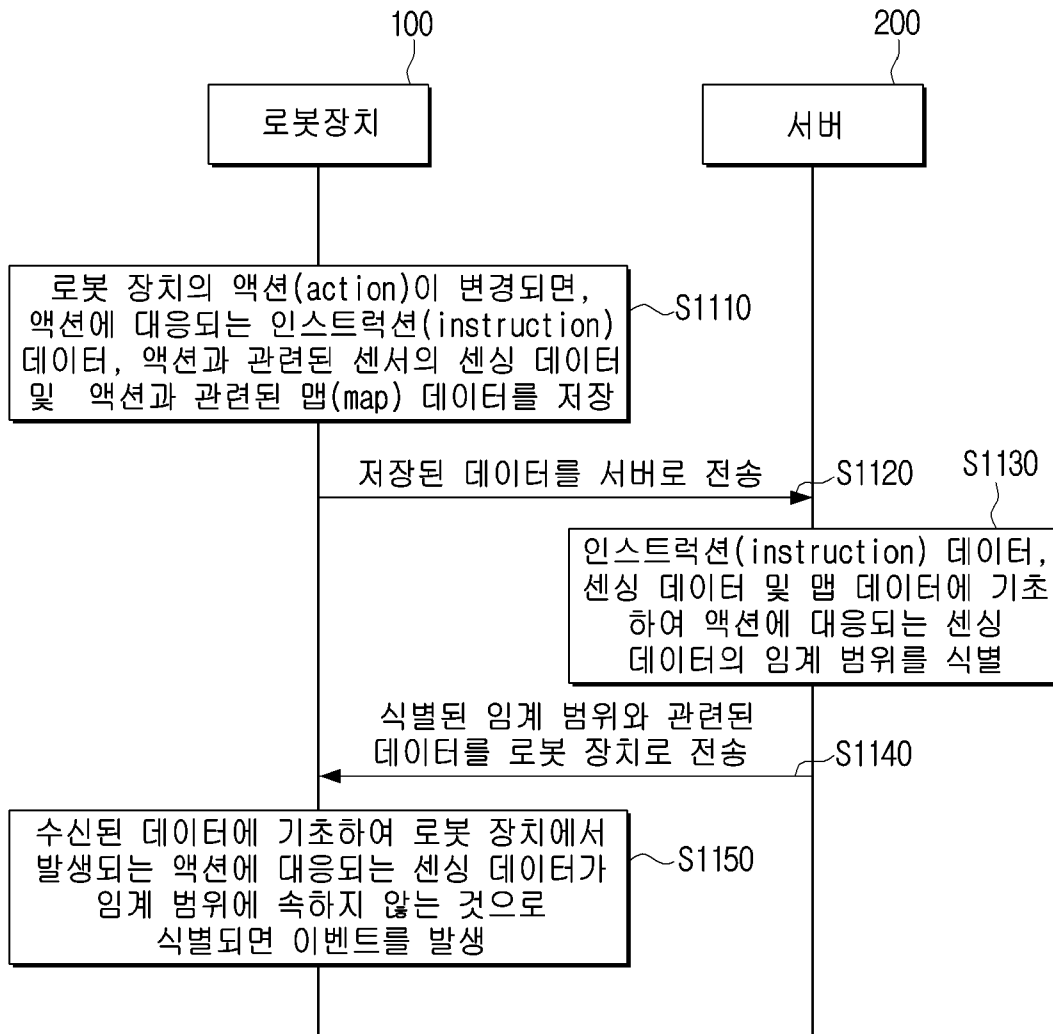 100
200
로봇장치
서버
로봇 장치의 액션(action)이 변경되면,
액션에 대응되는 인스트럭션(instruction)
데이터, 액션과 관련된 센서의 센싱 데이터
및 액션과 관련된 맵(map) 데이터를 저장
S1110
저장된 데이터를 서버로 전송
S1120
S1130
인스트럭션(instruction) 데이터,
센싱 데이터 및 맵 데이터에 기초
하여 액션에 대응되는 센싱
데이터의 임계 범위를 식별
식별된 임계 범위와 관련된
데이터를 로봇 장치로 전송
S1140
수신된 데이터에 기초하여 로봇 장치에서
발생되는 액션에 대응되는 센싱 데이터가
임계 범위에 속하지 않는 것으로
식별되면 이벤트를 발생
S1150